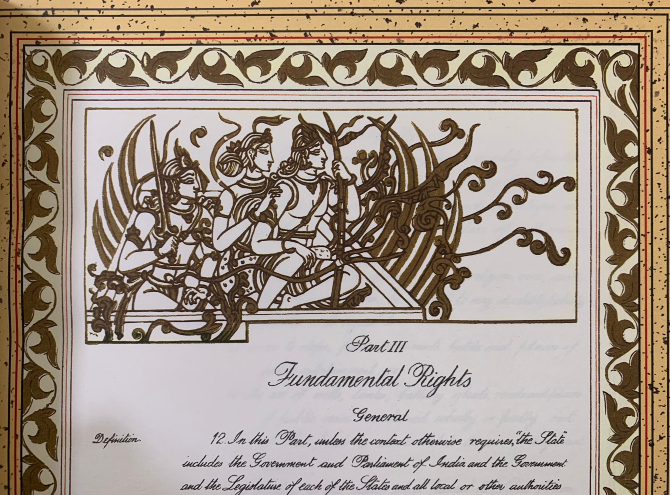 Part III
Fundamental Rights
General
Definition.
12. In this Part, unless the context otherwise requires, "the State"
includes the Government and Parliament of India and the Government
and the Legislature of each of the States and all local or other authorities